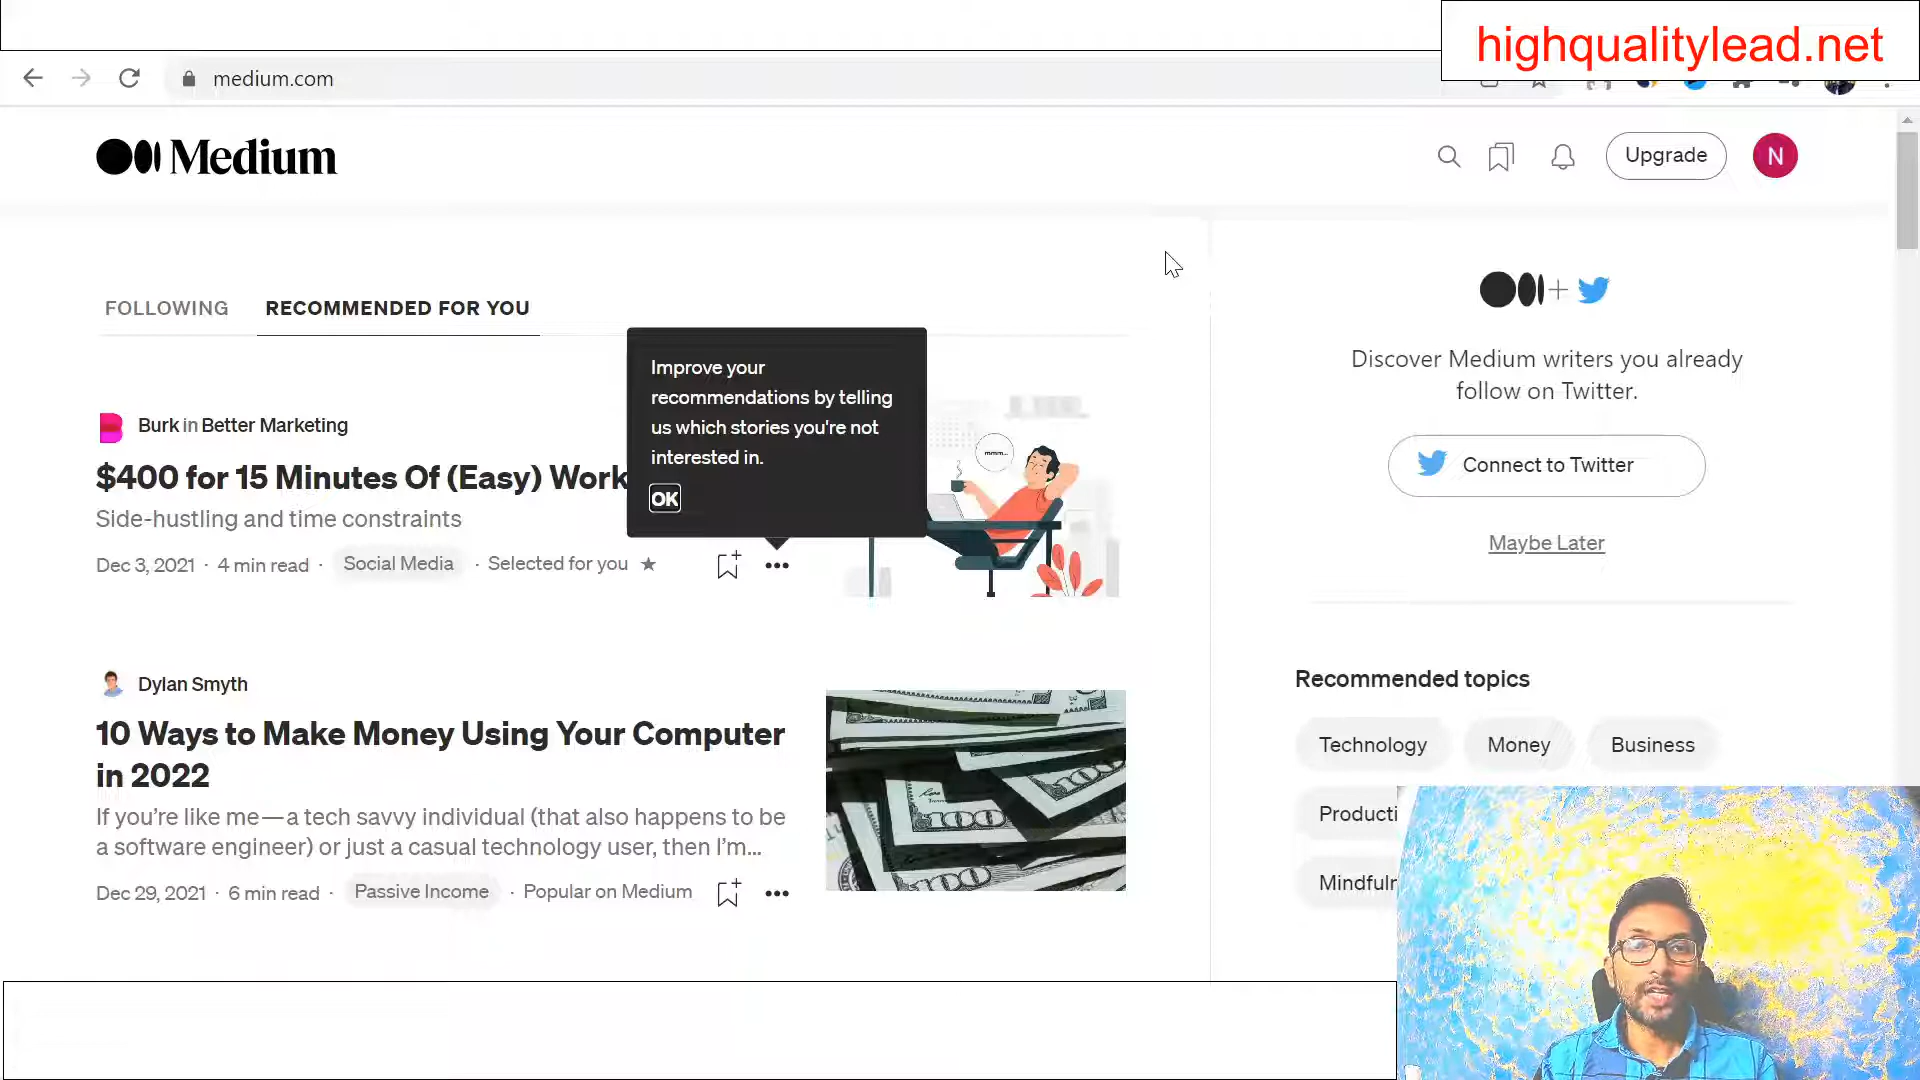 highqualitylead.net
medium.com
Medium
Upgrade
N
FOLLOWING
RECOMMENDED FOR YOU
Improve your
recommendations by telling
us which stories you're not
interested in.
OK
Burk in Better Marketing
$400 for 15 Minutes Of (Easy) Work
Side-hustling and time constraints
Dec 3, 2021 · 4 min read · Social Media · Selected for you
mmm...
Dylan Smyth
10 Ways to Make Money Using Your Computer
in 2022
If you’re like me—a tech savvy individual (that also happens to be
a software engineer) or just a casual technology user, then I’m...
Dec 29, 2021 · 6 min read · Passive Income · Popular on Medium
100
100
Discover Medium writers you already
follow on Twitter.
Connect to Twitter
Maybe Later
Recommended topics
Technology
Money
Business
Producti
Mindfuln